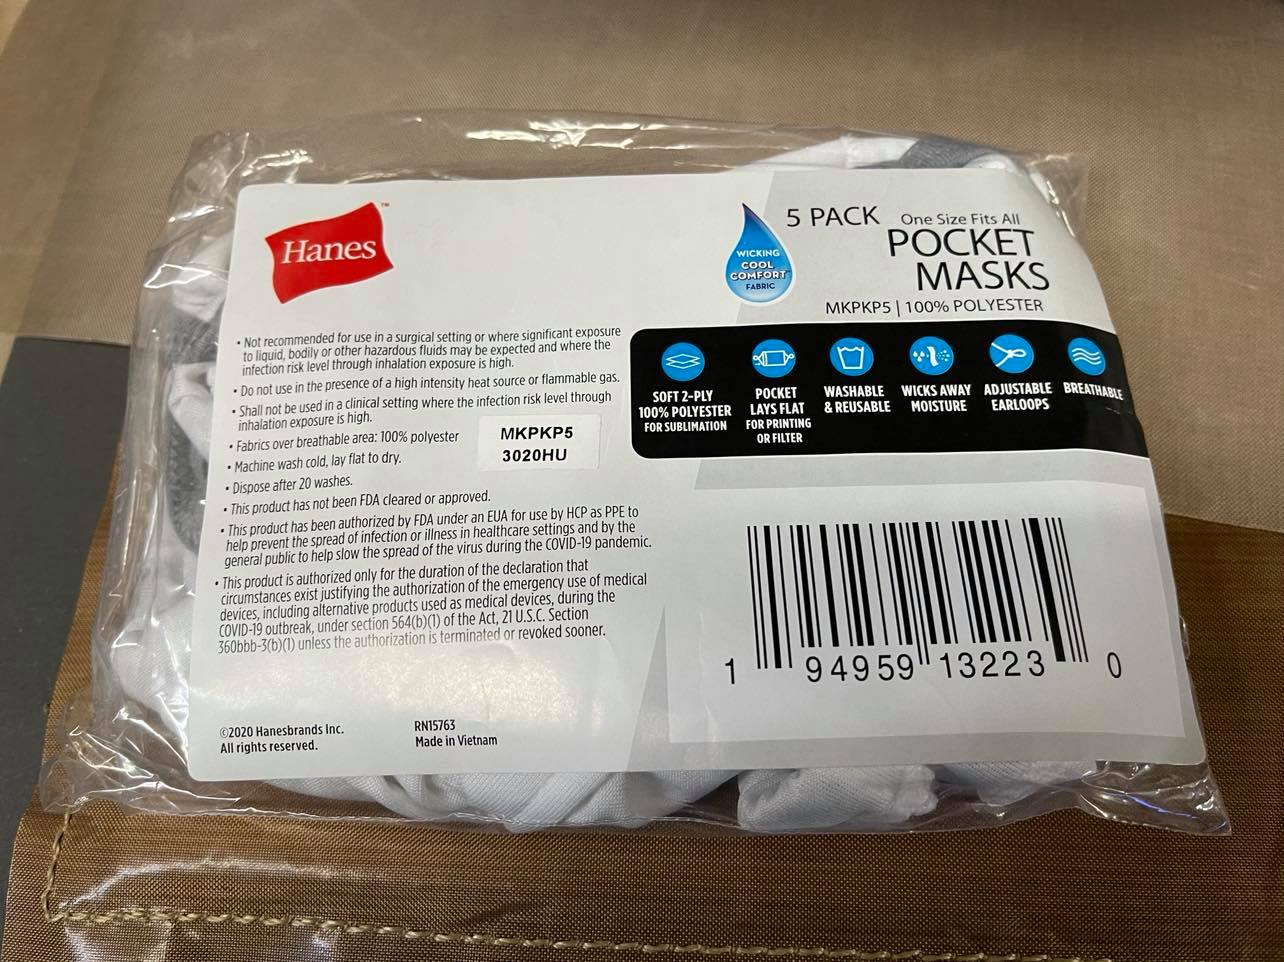 Hanes™
WICKING
COOL
COMFORT™
FABRIC
5 PACK One Size Fits All
POCKET
MASKS
MKPKP5 | 100% POLYESTER
• Not recommended for use in a surgical setting or where significant exposure
to liquid, bodily or other hazardous fluids may be expected and where the
infection risk level through inhalation exposure is high.
• Do not use in the presence of a high intensity heat source or flammable gas.
• Shall not be used in a clinical setting where the infection risk level through
inhalation exposure is high.
• Fabrics over breathable area: 100% polyester
• Machine wash cold, lay flat to dry.
• Dispose after 20 washes.
• This product has not been FDA cleared or approved.
• This product has been authorized by FDA under an EUA for use by HCP as PPE to
help prevent the spread of infection or illness in healthcare settings and by the
general public to help slow the spread of the virus during the COVID-19 pandemic.
• This product is authorized only for the duration of the declaration that
circumstances exist justifying the authorization of the emergency use of medical
devices, including alternative products used as medical devices, during the
COVID-19 outbreak, under section 564(b)(1) of the Act, 21 U.S.C. Section
360bbb-3(b)(1) unless the authorization is terminated or revoked sooner.
MKPKP5
3020HU
SOFT 2-PLY
100% POLYESTER
FOR SUBLIMATION
POCKET
LAYS FLAT
FOR PRINTING
OR FILTER
WASHABLE
& REUSABLE
WICKS AWAY
MOISTURE
ADJUSTABLE
EARLOOPS
BREATHABLE
1 94959 13223 0
©2020 Hanesbrands Inc.
All rights reserved.
RN15763
Made in Vietnam